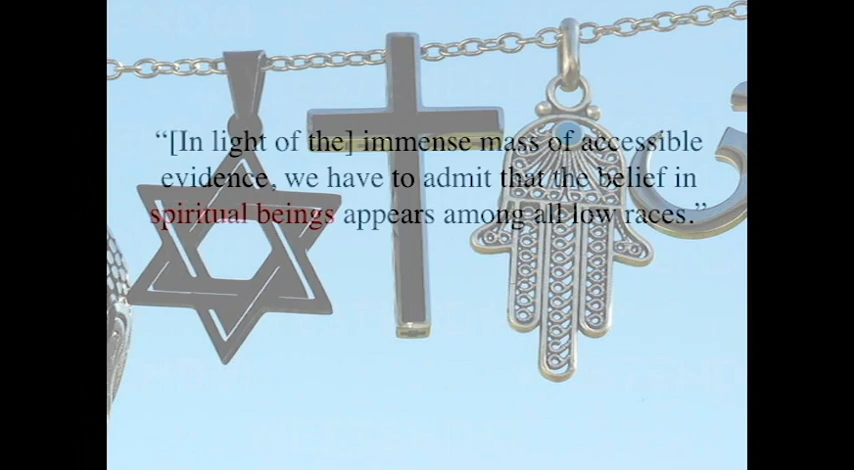 “[In light of the] immense mass of accessible
evidence, we have to admit that the belief in
spiritual beings appears among all low races.”